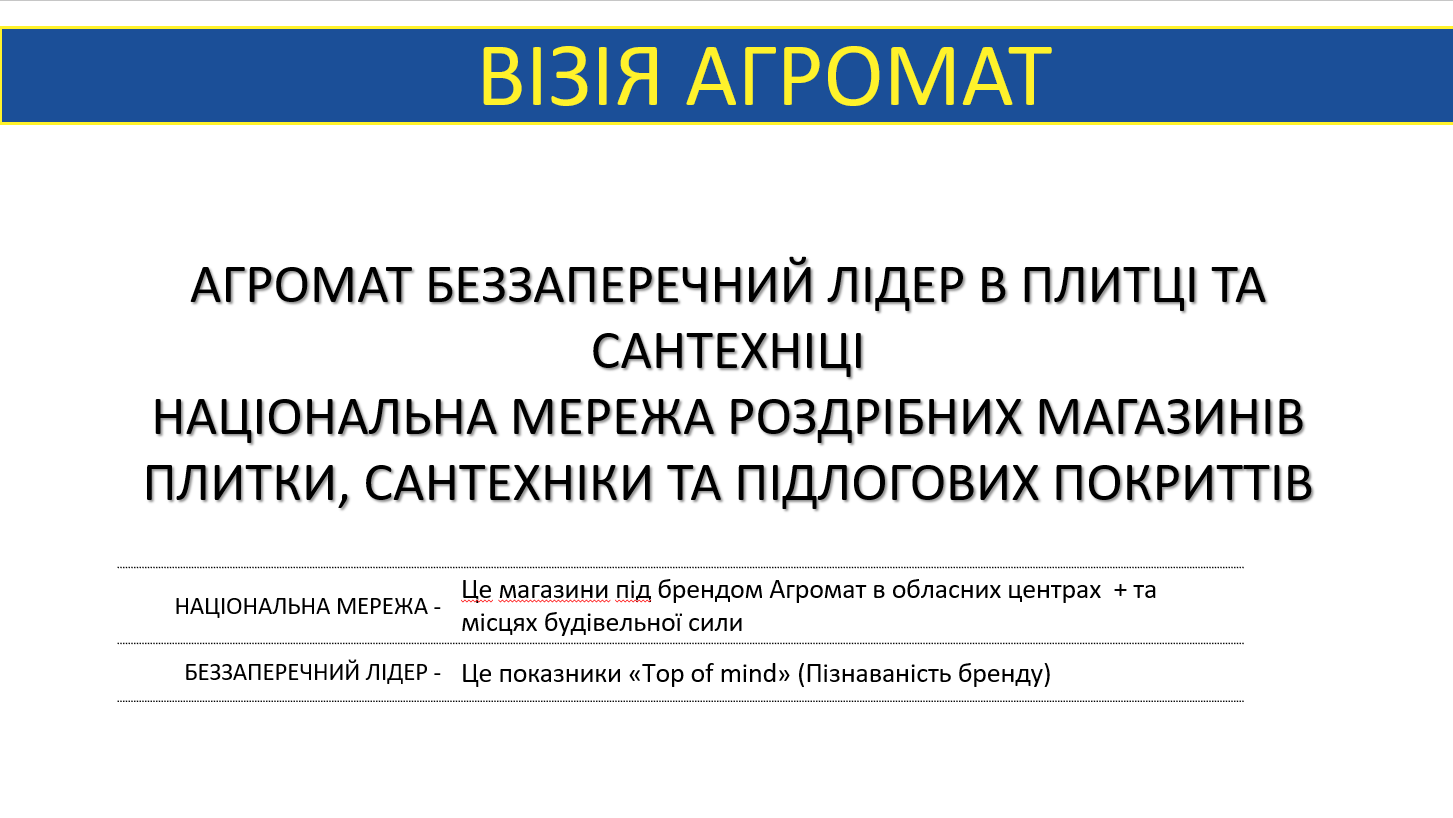 ВІЗІЯ АГРОМАТ
АГРОМАТ БЕЗЗАПЕРЕЧНИЙ ЛІДЕР В ПЛИТЦІ ТА
САНТЕХНІЦІ
НАЦІОНАЛЬНА МЕРЕЖА РОЗДРІБНИХ МАГАЗИНІВ
ПЛИТКИ, САНТЕХНІКИ ТА ПІДЛОГОВИХ ПОКРИТТІВ
НАЦІОНАЛЬНА МЕРЕЖА -
Це магазини під брендом Агромат в обласних центрах + та
місцях будівельної сили
БЕЗЗАПЕРЕЧНИЙ ЛІДЕР -
Це показники «Top of mind» (Пізнаваність бренду)